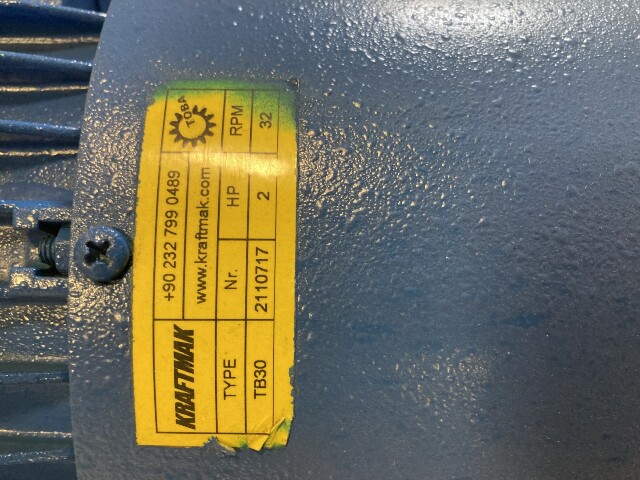 KRAFTMAK +90 232 799 0489 TOBA
www.kraftmak.com
TYPE Nr. HP RPM
TB30 2110717 2 32